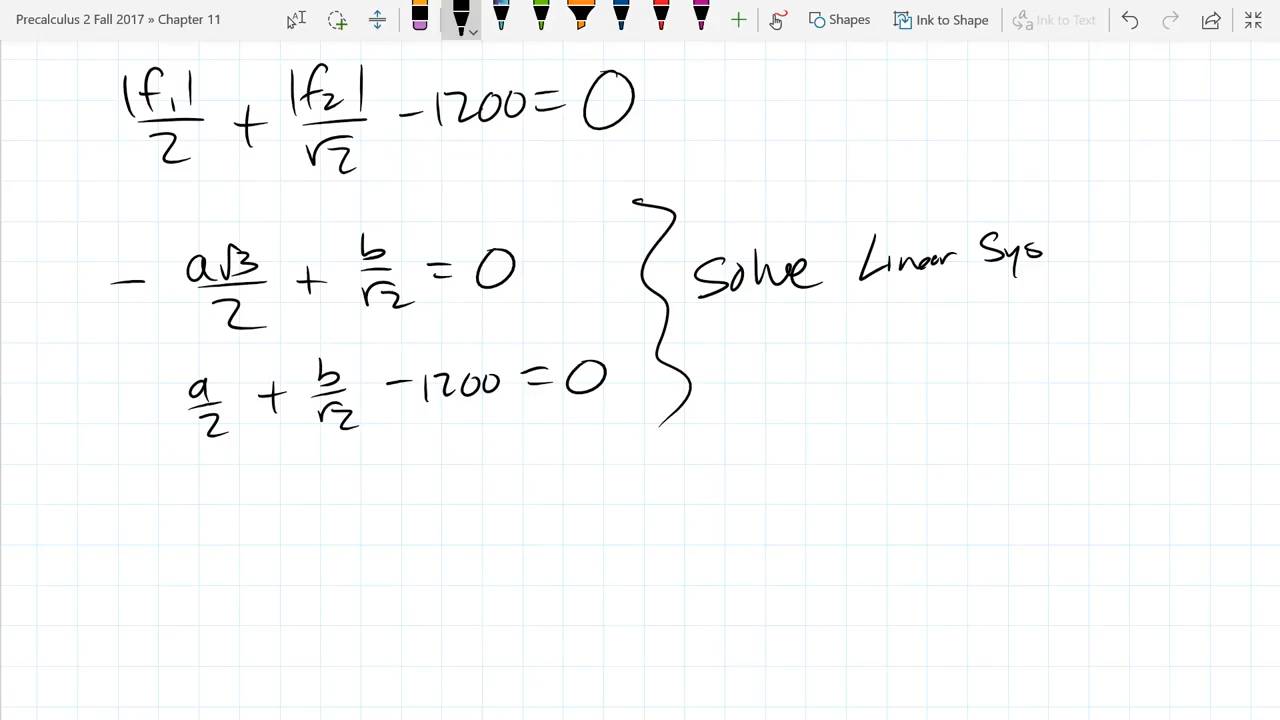 Precalculus 2 Fall 2017 » Chapter 11
Shapes
Ink to Shape
Ink to Text
|f₁|/2 + |f₂|/√2 - 1200 = 0
- a√3/2 + b/√2 = 0
Solve Linear Sys
a/2 + b/√2 - 1200 = 0